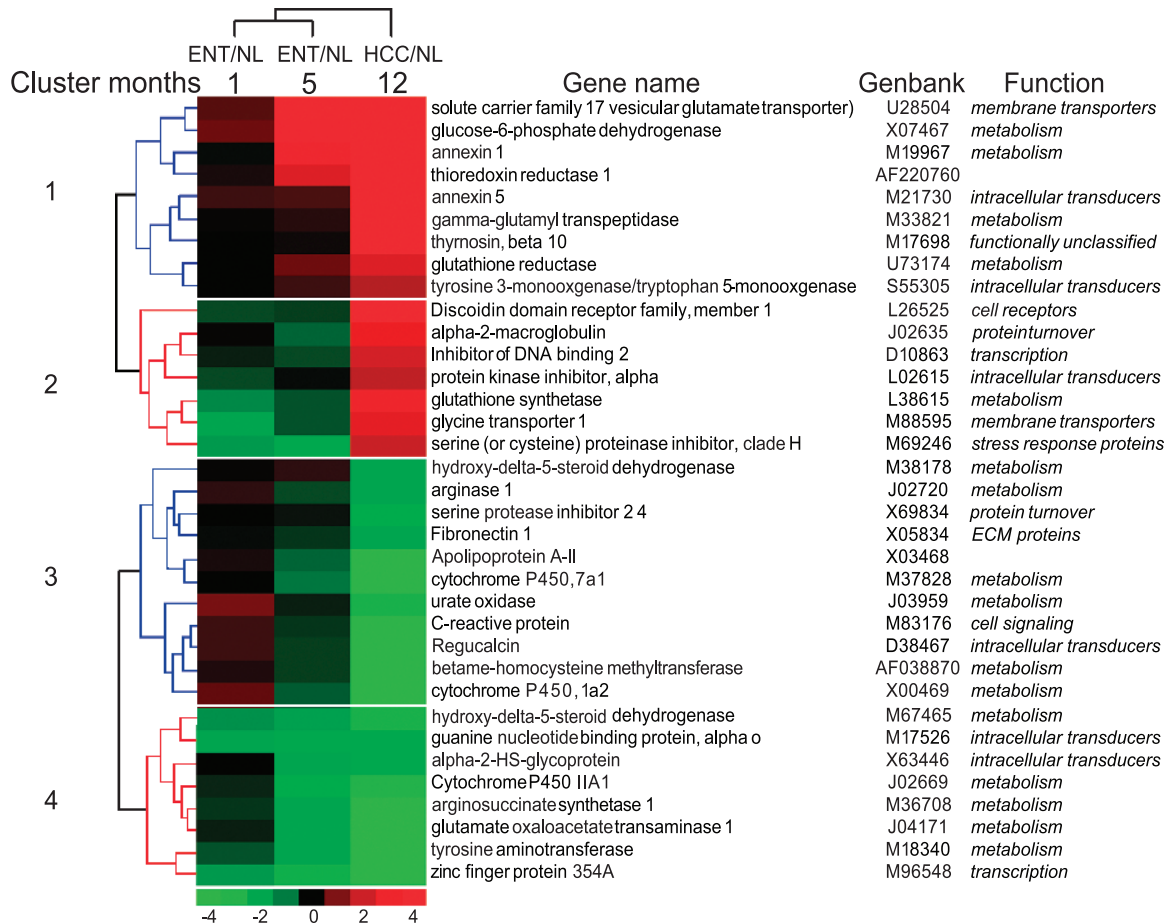 ENT/NL ENT/NL HCC/NL
Cluster months 1 5 12 Gene name Genbank Function
solute carrier family 17 vesicular glutamate transporter) U28504 membrane transporters
glucose-6-phosphate dehydrogenase X07467 metabolism
annexin 1 M19967 metabolism
thioredoxin reductase 1 AF220760
1
annexin 5 M21730 intracellular transducers
gamma-glutamyl transpeptidase M33821 metabolism
thyrnosin, beta 10 M17698 functionally unclassified
glutathione reductase U73174 metabolism
tyrosine 3-monooxgenase/tryptophan 5-monooxgenase S55305 intracellular transducers
Discoidin domain receptor family, member 1 L26525 cell receptors
alpha-2-macroglobulin J02635 proteinturnover
Inhibitor of DNA binding 2 D10863 transcription
2 protein kinase inhibitor, alpha L02615 intracellular transducers
glutathione synthetase L38615 metabolism
glycine transporter 1 M88595 membrane transporters
serine (or cysteine) proteinase inhibitor, clade H M69246 stress response proteins
hydroxy-delta-5-steroid dehydrogenase M38178 metabolism
arginase 1 J02720 metabolism
serine protease inhibitor 2 4 X69834 protein turnover
Fibronectin 1 X05834 ECM proteins
Apolipoprotein A-II X03468
3 cytochrome P450,7a1 M37828 metabolism
urate oxidase J03959 metabolism
C-reactive protein M83176 cell signaling
Regucalcin D38467 intracellular transducers
betame-homocysteine methyltransferase AF038870 metabolism
cytochrome P450,1a2 X00469 metabolism
hydroxy-delta-5-steroid dehydrogenase M67465 metabolism
guanine nucleotide binding protein, alpha o M17526 intracellular transducers
alpha-2-HS-glycoprotein X63446 intracellular transducers
Cytochrome P450 IIA1 J02669 metabolism
4 arginosuccinate synthetase 1 M36708 metabolism
glutamate oxaloacetate transaminase 1 J04171 metabolism
tyrosine aminotransferase M18340 metabolism
zinc finger protein 354A M96548 transcription
-4 -2 0 2 4